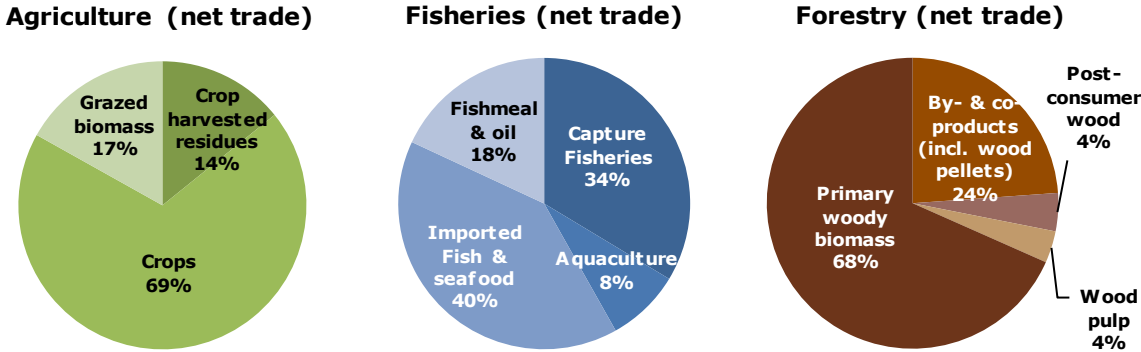 Agriculture (net trade)
Grazed
biomass
17%
Crop
harvested
residues
14%
Crops
69%
Fisheries (net trade)
Fishmeal
& oil
18%
Capture
Fisheries
34%
Imported
Fish &
seafood
40%
Aquaculture
8%
Forestry (net trade)
By- & co-
products
(incl. wood
pellets)
24%
Post-
consumer
wood
4%
Primary
woody
biomass
68%
Wood
pulp
4%